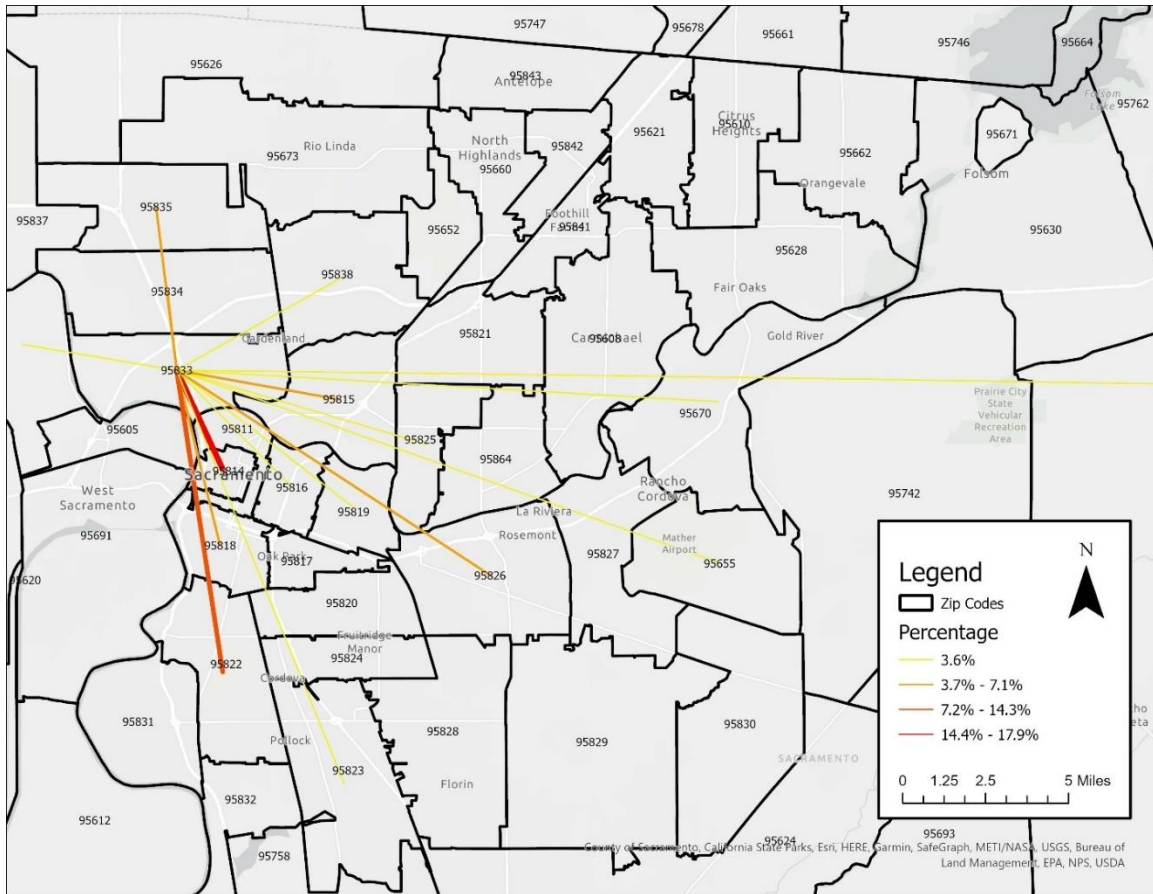 95747
95678
95661
95746
95664
95626
95843
Antelope
Folsom
Lake
95762
95621
Citrus
95610
Heights
95671
Rio Linda
95673
North
Highlands
95842
95660
95662
Orangevale
Folsom
95837
95835
95652
Foothill
95841
95628
95630
95838
95834
Fair Oaks
95821
95608
Gold River
95833
95815
95670
Prairie City
State
Vehicular
Recreation
Area
95605
95811
95825
95864
95814
Sacramento
West
Sacramento
95816
95819
Rancho
Cordova
95742
La Riviera
Rosemont
95691
95818
Oak Park
95817
95827
Mather
Airport
95655
95620
95826
95820
Fruitridge
Manor
95824
95822
Cordova
95831
Pollock
95828
95829
95830
95823
SACRAMENTO
Florin
95832
95612
95758
95624
95693
Legend
Zip Codes
Percentage
3.6%
3.7% - 7.1%
7.2% - 14.3%
14.4% - 17.9%
N
0 1.25 2.5 5 Miles
County of Sacramento, California State Parks, Esri, HERE, Garmin, SafeGraph, METI/NASA, USGS, Bureau of
Land Management, EPA, NPS, USDA